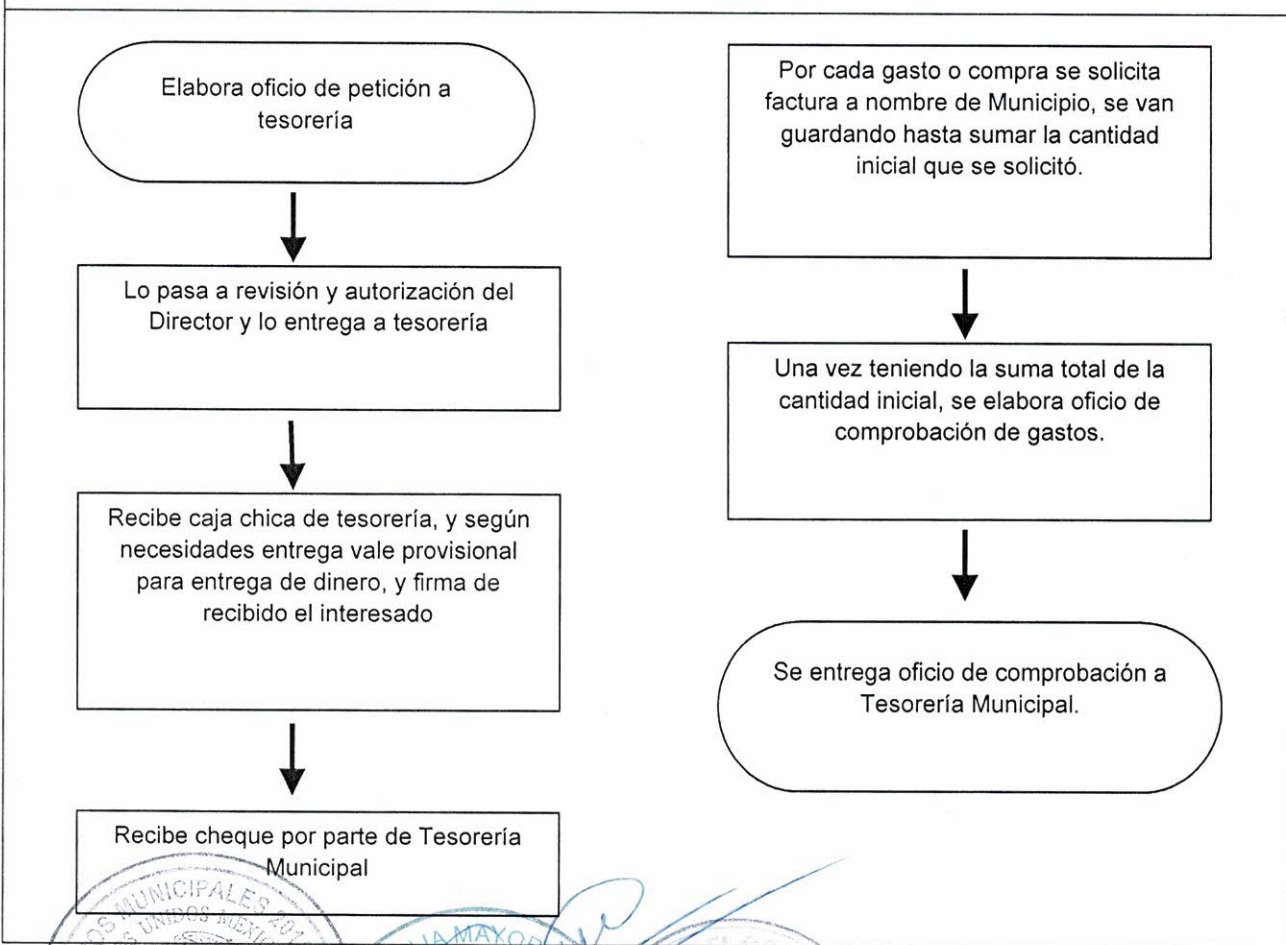 Elabora oficio de petición a
tesorería
Lo pasa a revisión y autorización del
Director y lo entrega a tesorería
Recibe caja chica de tesorería, y según
necesidades entrega vale provisional
para entrega de dinero, y firma de
recibido el interesado
Recibe cheque por parte de Tesorería
Municipal
Por cada gasto o compra se solicita
factura a nombre de Municipio, se van
guardando hasta sumar la cantidad
inicial que se solicitó.
Una vez teniendo la suma total de la
cantidad inicial, se elabora oficio de
comprobación de gastos.
Se entrega oficio de comprobación a
Tesorería Municipal.
MUNICIPALES
UNIDOS